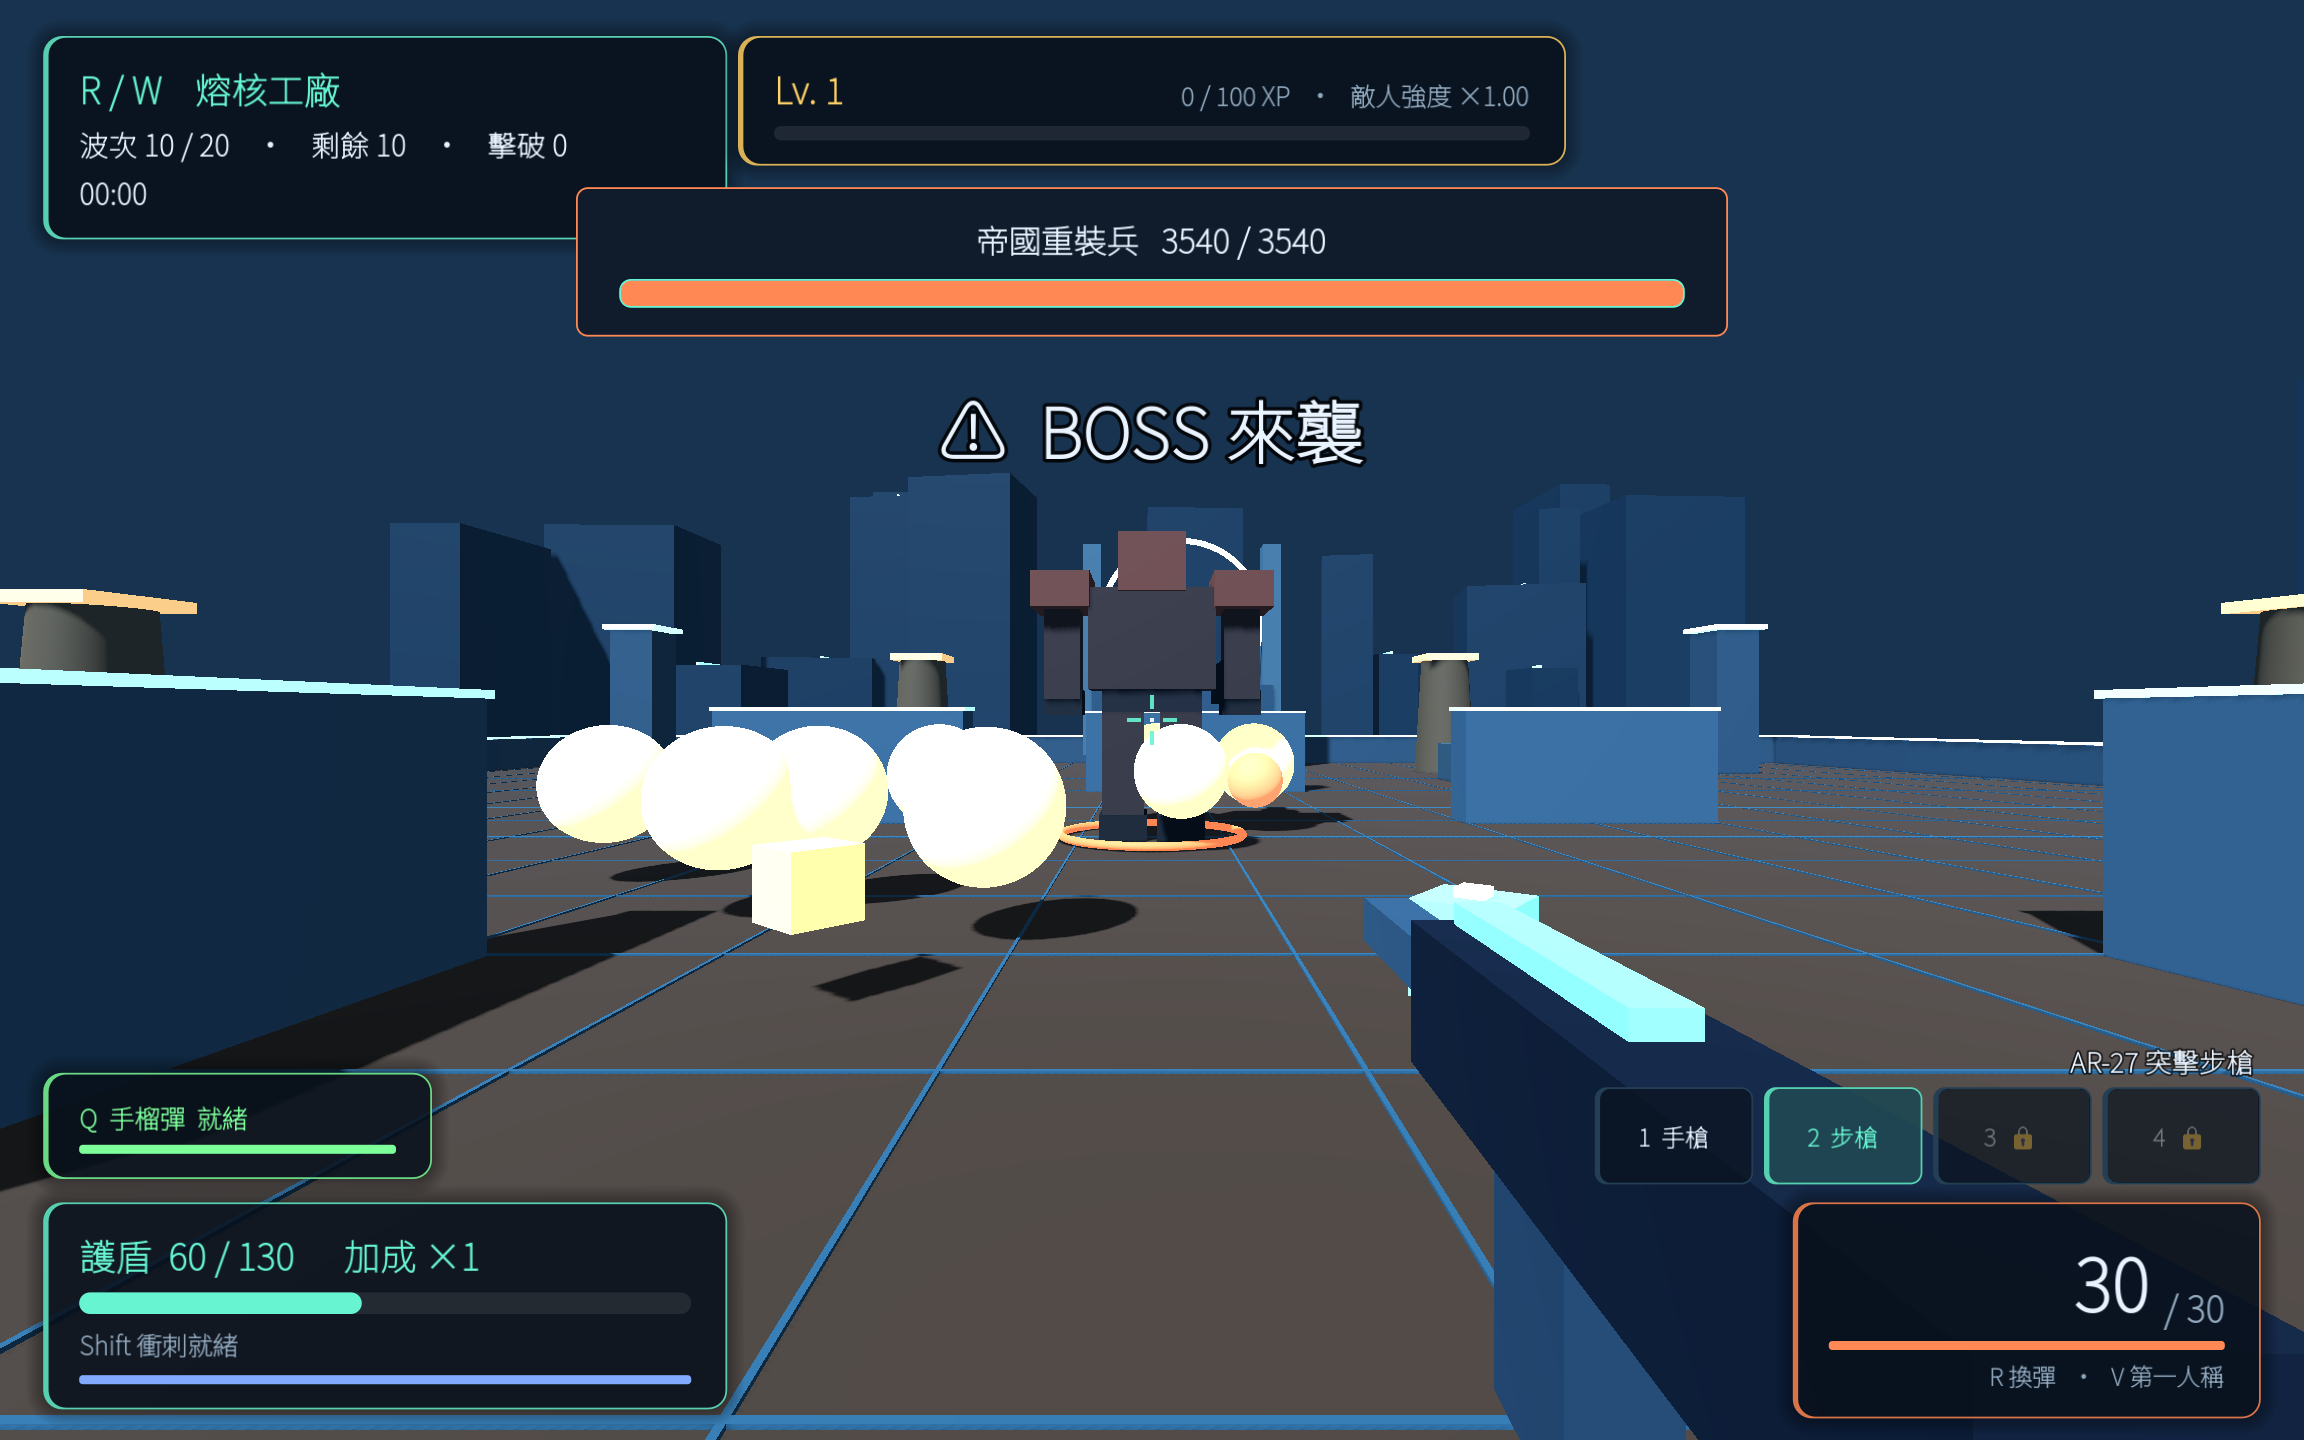 R / W 熔核工廠
波次 10 / 20 · 剩餘 10 · 擊破 0
00:00
Lv. 1
0 / 100 XP · 敵人強度 ×1.00
帝國重裝兵 3540 / 3540
⚠ BOSS 來襲
Q 手榴彈 就緒
護盾 60 / 130 加成 ×1
Shift 衝刺就緒
AR-27 突擊步槍
1 手槍
2 步槍
3 🔒
4 🔒
30 / 30
R 換彈 · V 第一人稱